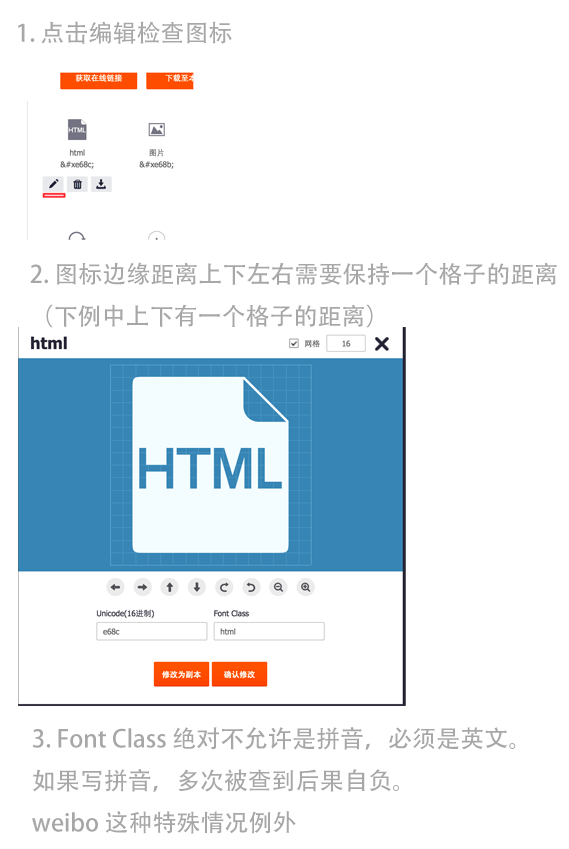 1. 点击编辑检查图标
获取在线链接 下载至本
HTML
html 图片
&#xe68c; &#xe68b;
2. 图标边缘距离上下左右需要保持一个格子的距离
（下例中上下有一个格子的距离）
html 网格 16
HTML
Unicode(16进制) Font Class
e68c html
修改为副本 确认修改
3. Font Class 绝对不允许是拼音，必须是英文。
如果写拼音，多次被查到后果自负。
weibo 这种特殊情况例外